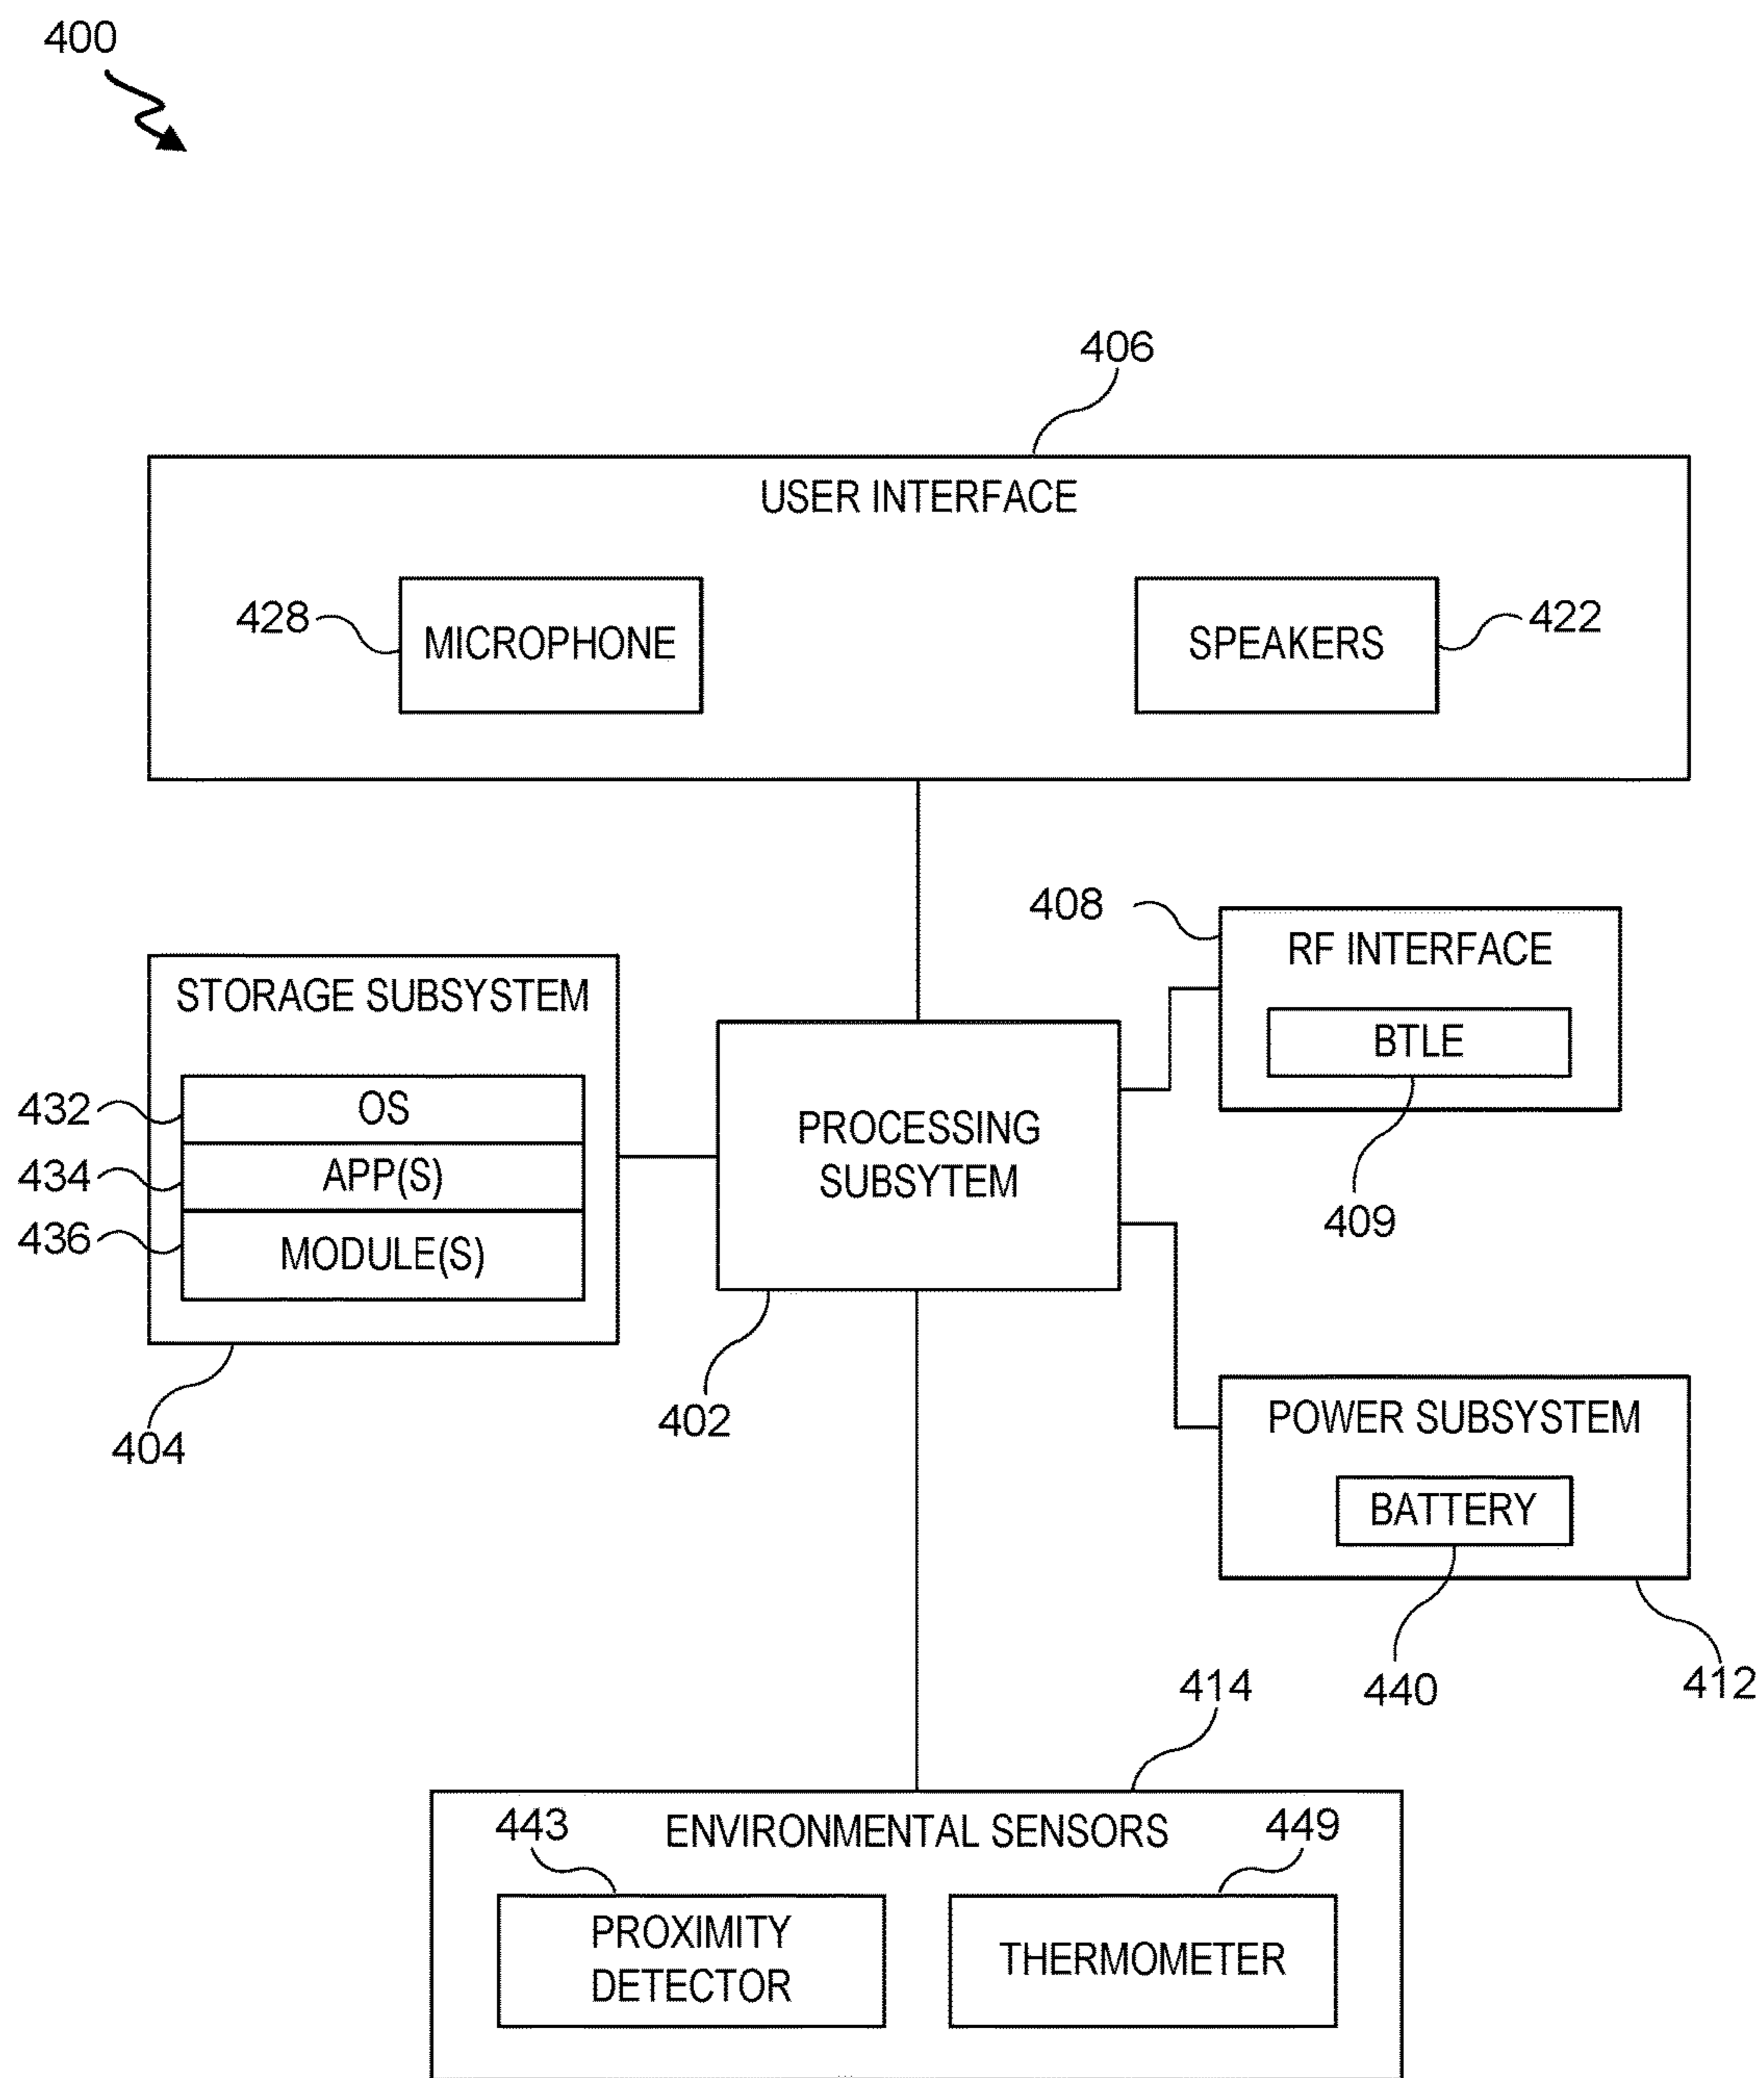 400
406
USER INTERFACE
428
MICROPHONE
SPEAKERS
422
408
RF INTERFACE
BTLE
409
STORAGE SUBSYSTEM
432
OS
434
APP(S)
436
MODULE(S)
404
PROCESSING
SUBSYTEM
402
POWER SUBSYSTEM
BATTERY
440
412
414
ENVIRONMENTAL SENSORS
443
449
PROXIMITY
DETECTOR
THERMOMETER